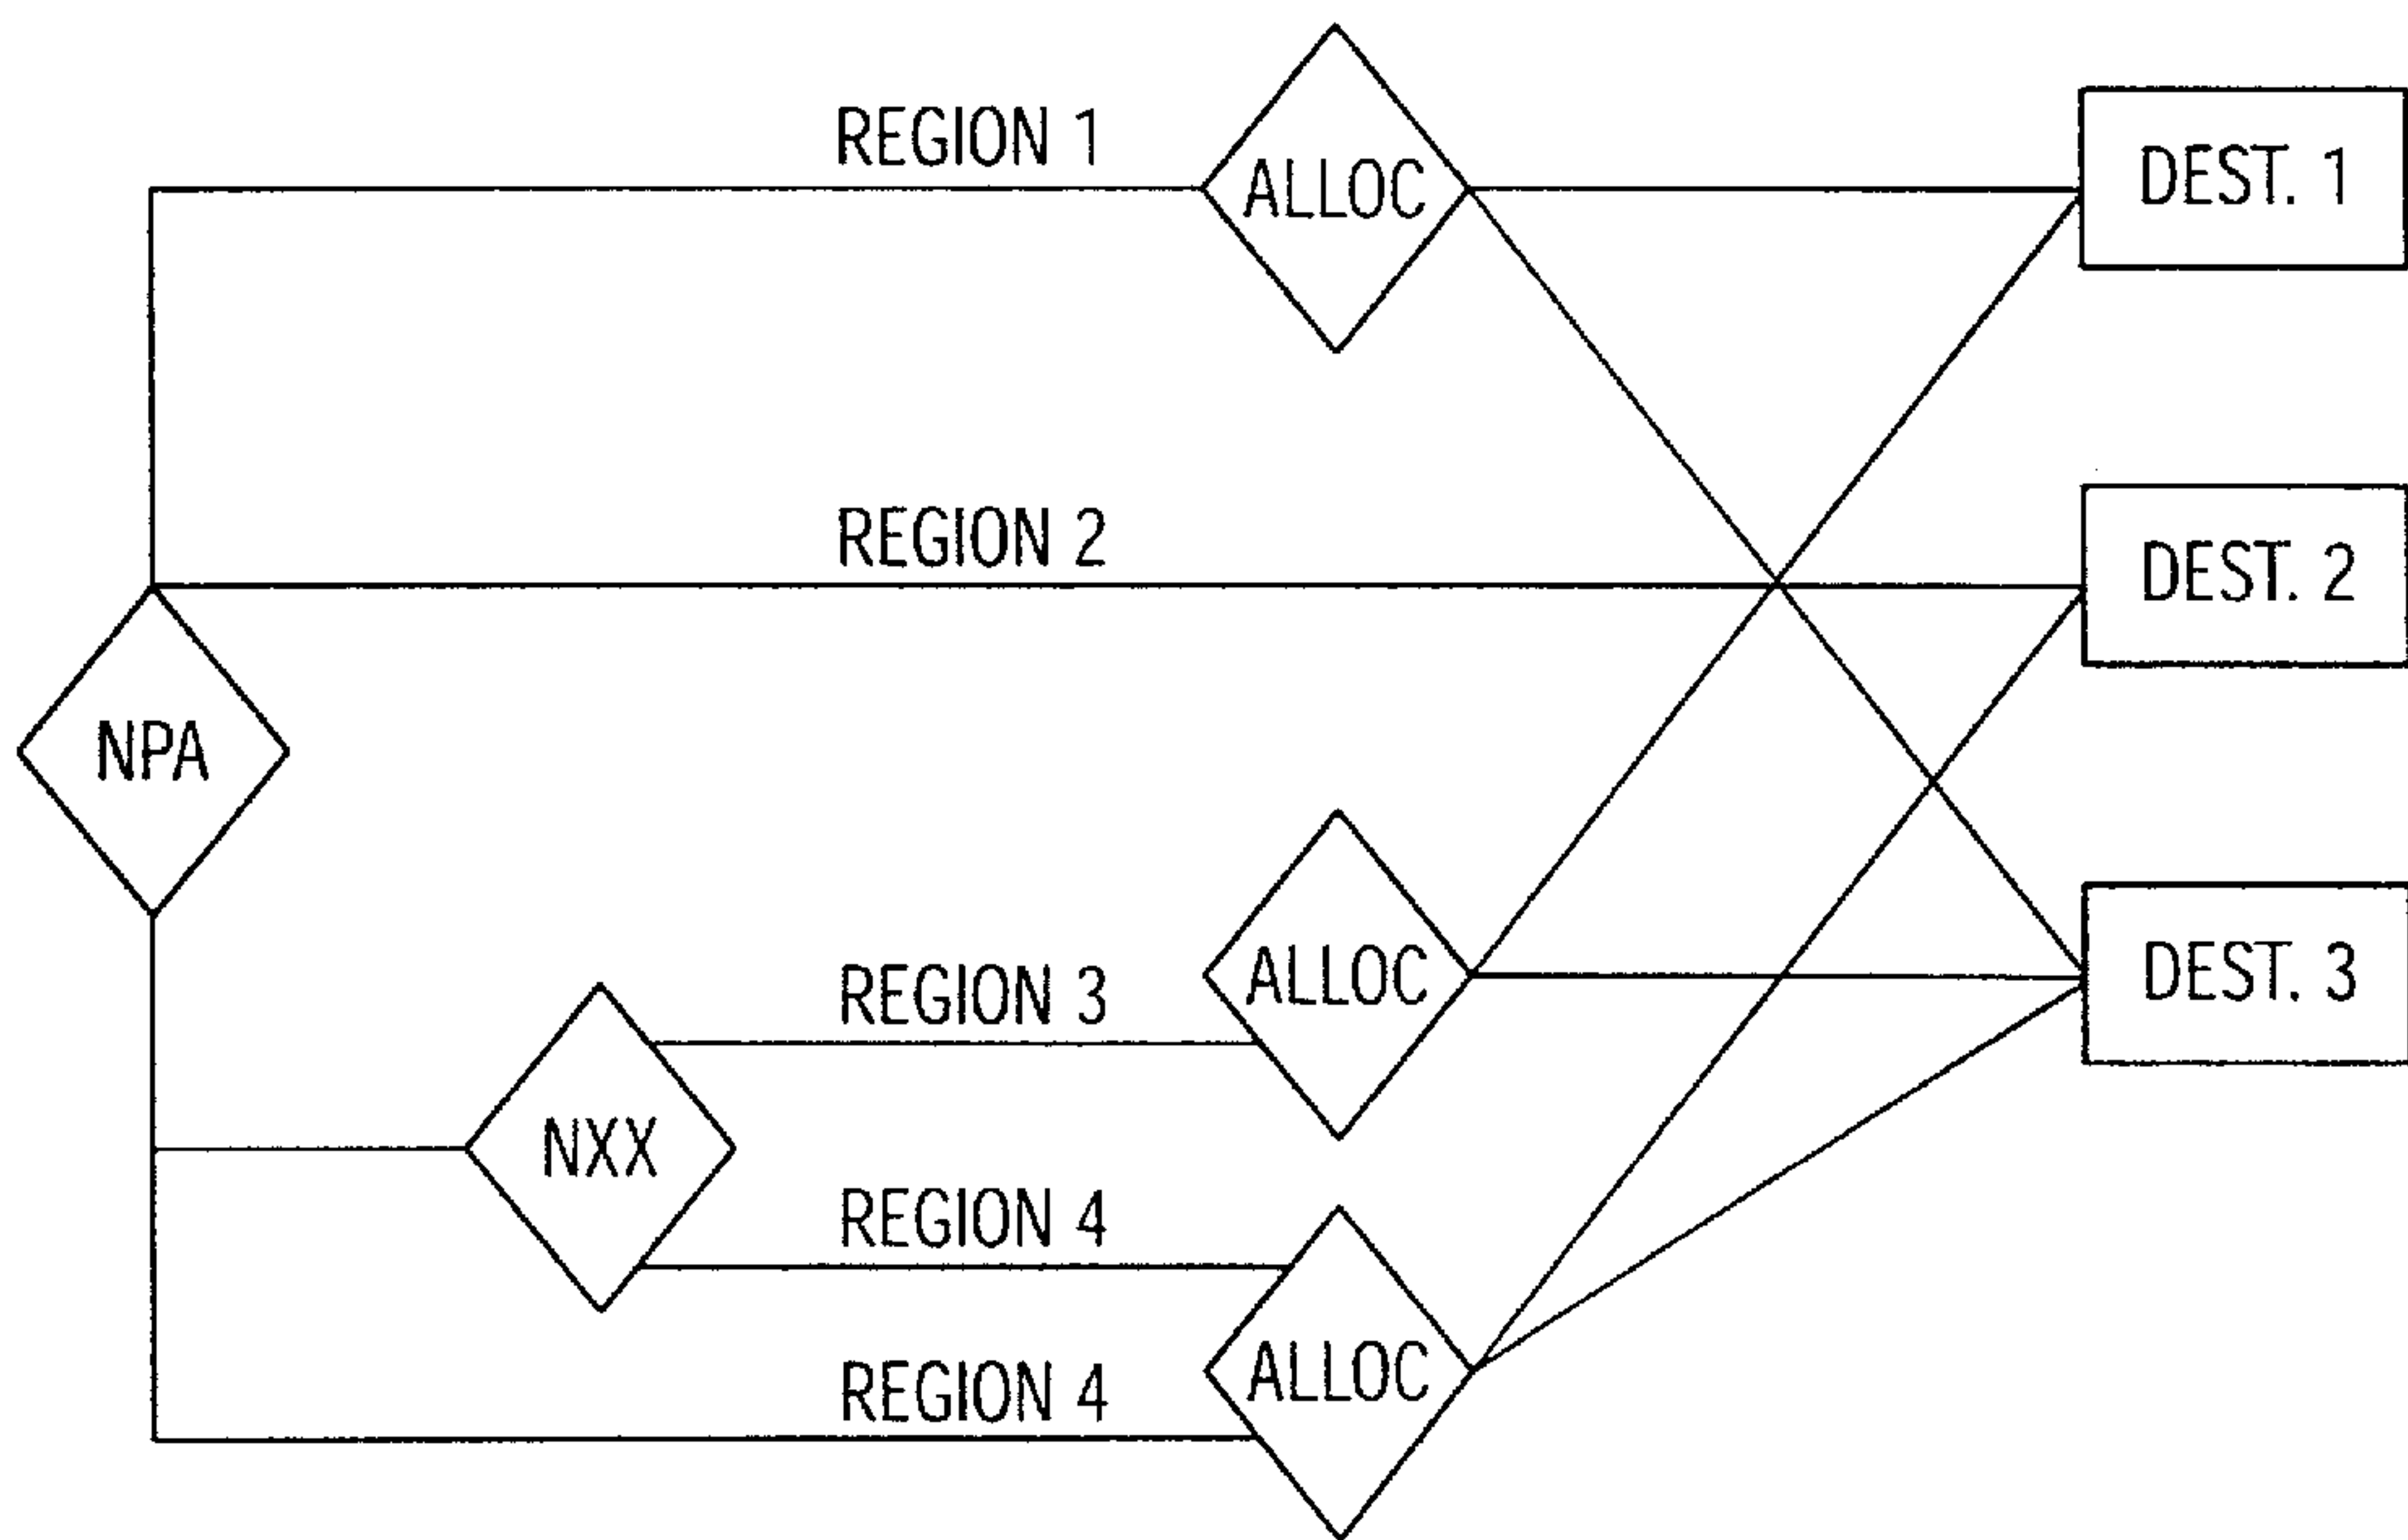 REGION 1
ALLOC
DEST. 1
REGION 2
DEST. 2
NPA
REGION 3
ALLOC
DEST. 3
NXX
REGION 4
ALLOC
REGION 4